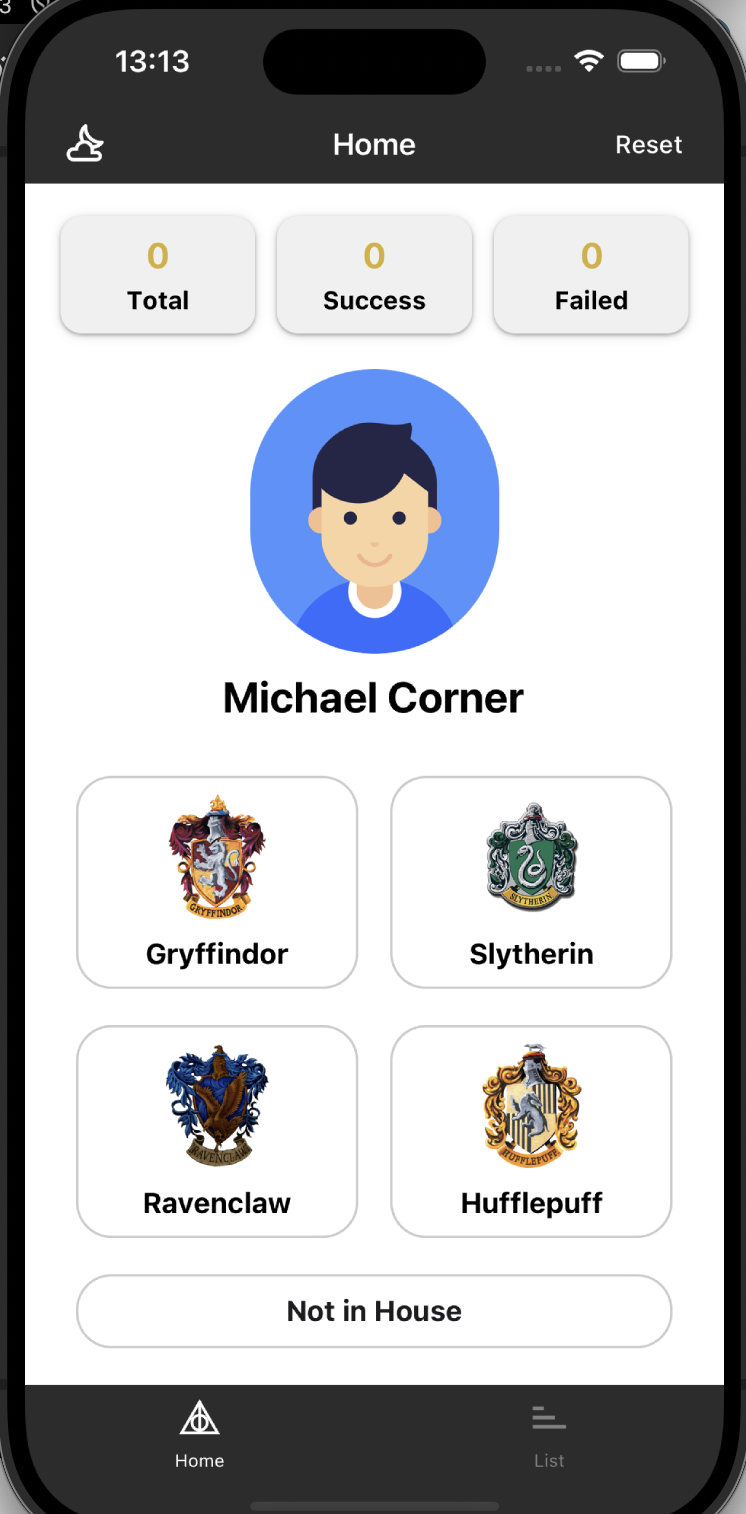 3
13:13
Home
Reset
0
0
0
Total
Success
Failed
Michael Corner
GRYFFINDOR
SLYTHERIN
Gryffindor
Slytherin
RAVENCLAW
HUFFLEPUFF
Ravenclaw
Hufflepuff
Not in House
Home
List